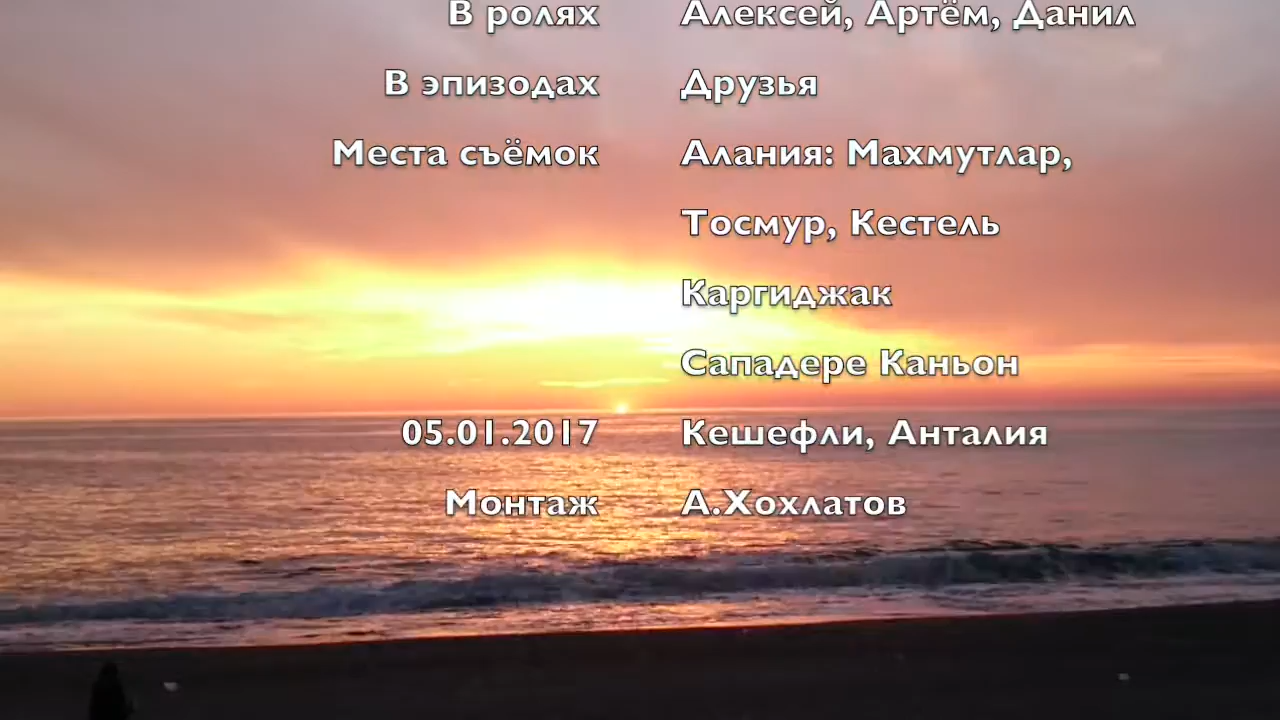 В ролях Алексей, Артём, Данил
В эпизодах Друзья
Места съёмок Алания: Махмутлар,
Тосмур, Кестель
Каргиджак
Сападере Каньон
05.01.2017 Кешефли, Анталия
Монтаж А.Хохлатов